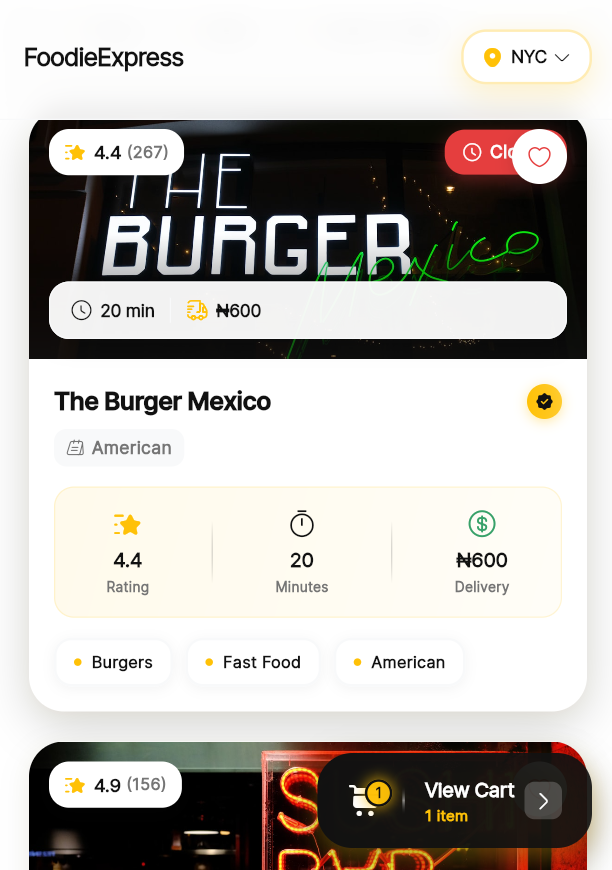 FoodieExpress
NYC
4.4 (267)
THE
BURGER
Mexico
20 min
₦600
The Burger Mexico
American
4.4
20
₦600
Rating
Minutes
Delivery
Burgers
Fast Food
American
4.9 (156)
1
View Cart
1 item